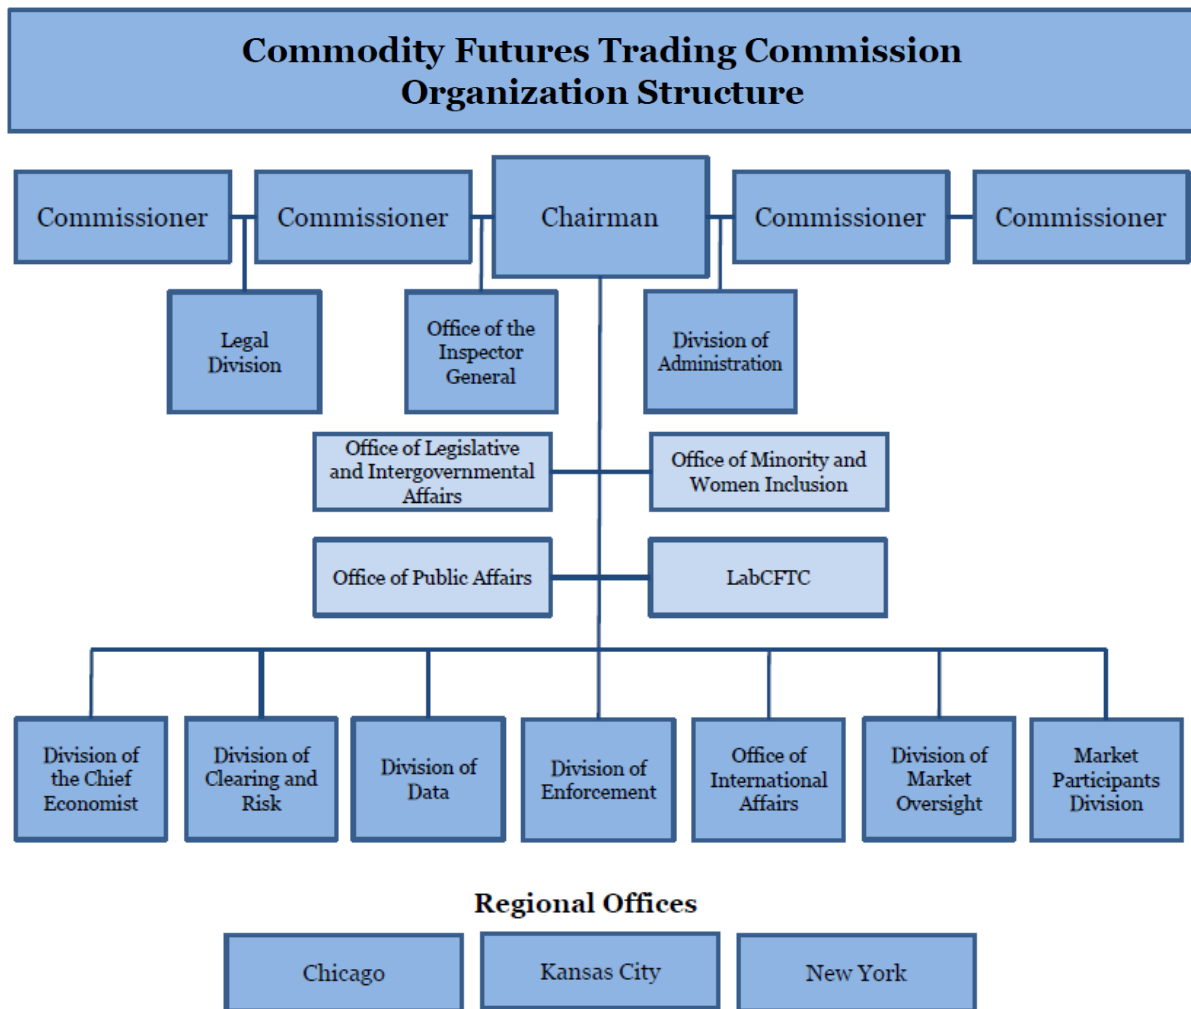 Commodity Futures Trading Commission
Organization Structure
Commissioner
Commissioner
Chairman
Commissioner
Commissioner
Legal
Division
Office of the
Inspector
General
Division of
Administration
Office of Legislative
and Intergovernmental
Affairs
Office of Minority and
Women Inclusion
Office of Public Affairs
LabCFTC
Division of
the Chief
Economist
Division of
Clearing and
Risk
Division of
Data
Division of
Enforcement
Office of
International
Affairs
Division of
Market
Oversight
Market
Participants
Division
Regional Offices
Chicago
Kansas City
New York